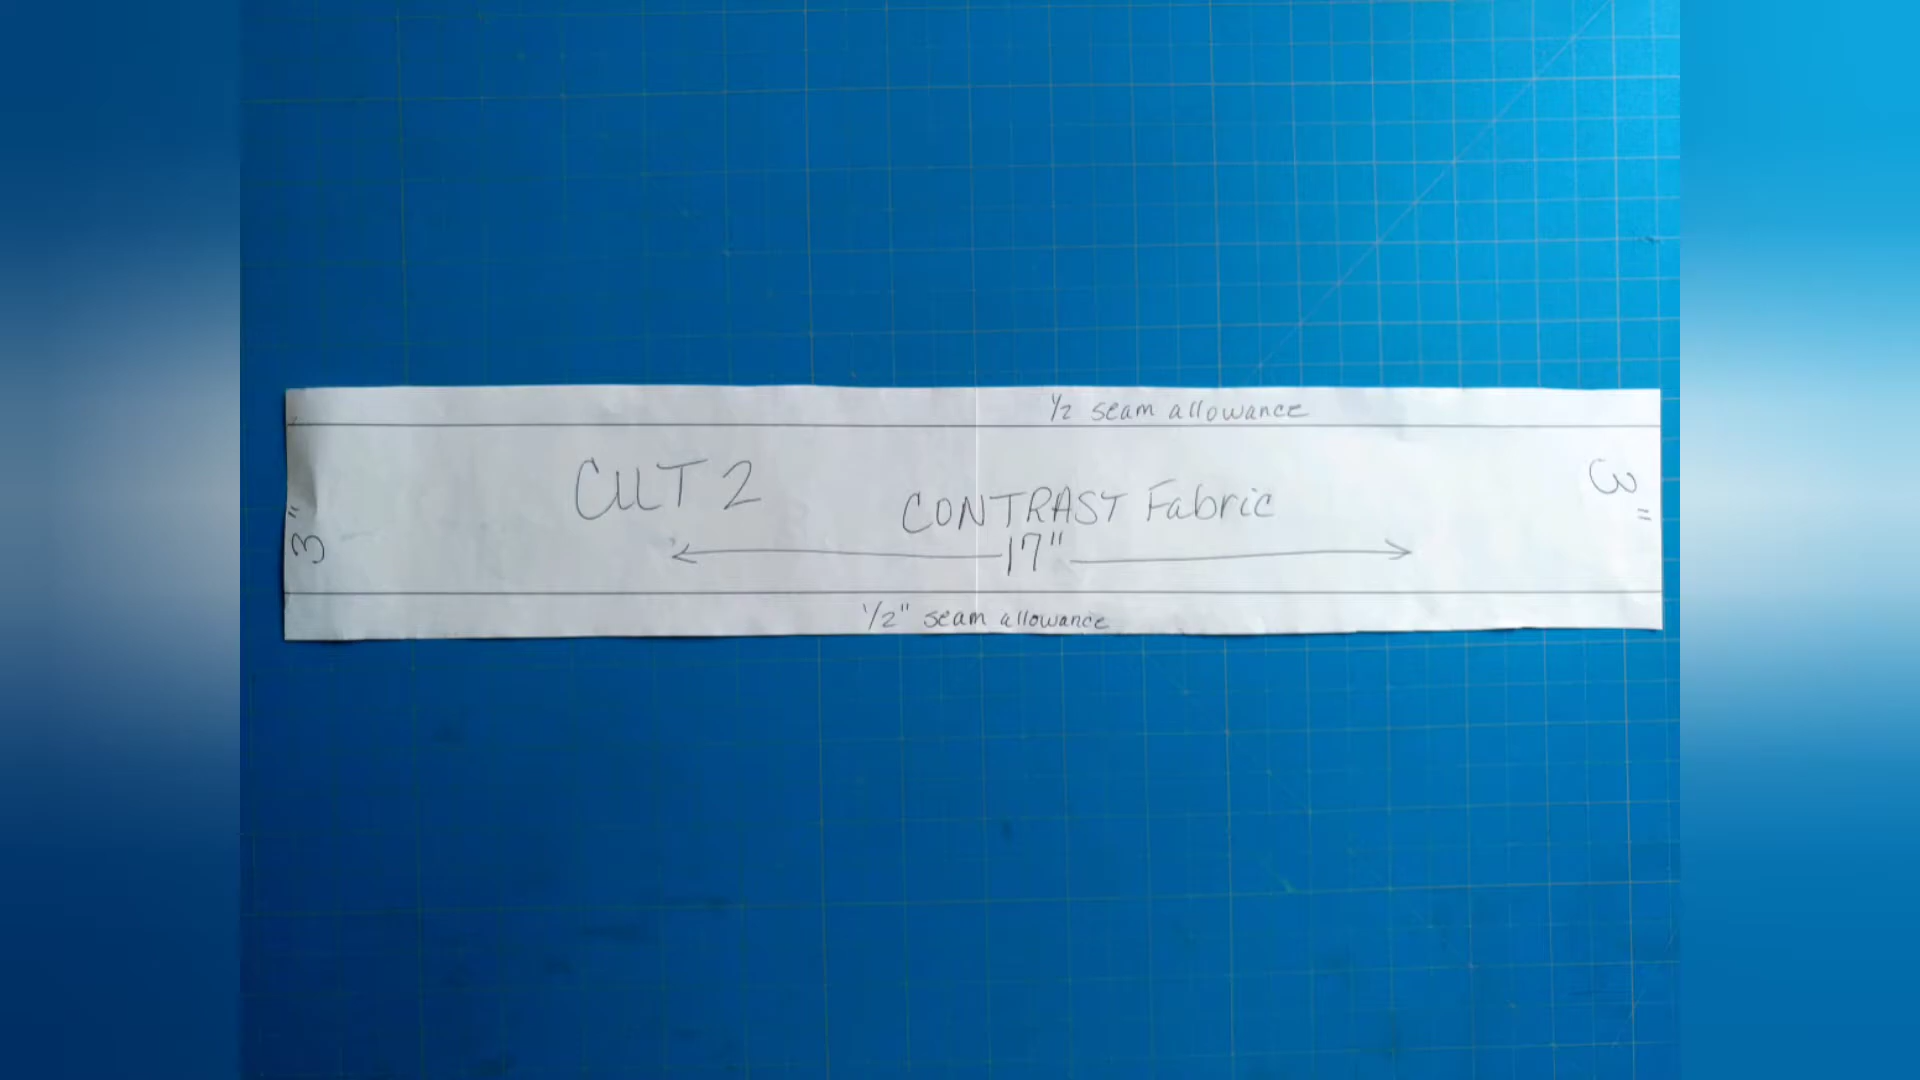 1/2 seam allowance
CUT 2
CONTRAST Fabric
3"
3"
17"
1/2" seam allowance